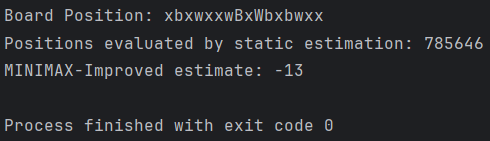 Board Position: xbxwxxwBxWbxbwxx
Positions evaluated by static estimation: 785646
MINIMAX-Improved estimate: -13
Process finished with exit code 0